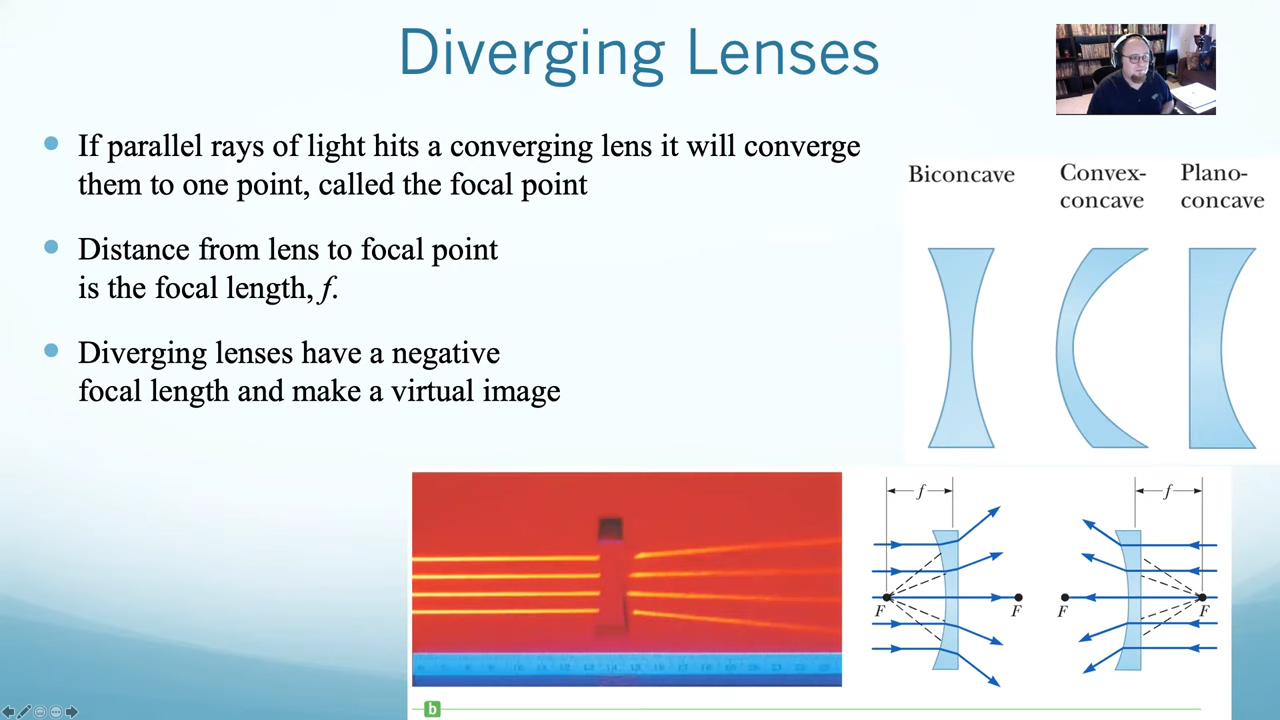 Diverging Lenses
If parallel rays of light hits a converging lens it will converge
them to one point, called the focal point
Distance from lens to focal point
is the focal length, f.
Diverging lenses have a negative
focal length and make a virtual image
Biconcave
Convex-
concave
Plano-
concave
f
F
F
f
F
F
b